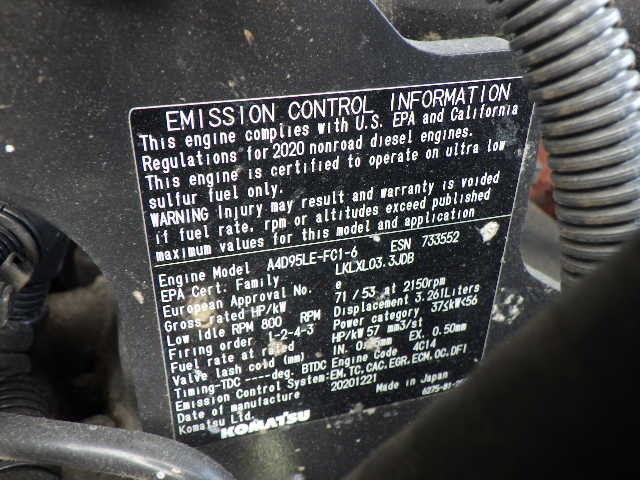 EMISSION CONTROL INFORMATION
This engine complies with U.S. EPA and California
Regulations for 2020 nonroad diesel engines.
This engine is certified to operate on ultra low
sulfur fuel only.
WARNING Injury may result and warranty is voided
if fuel rate, rpm or altitudes exceed published
maximum values for this model and application
Engine Model A4D95LE-FC1-6 ESN 733552
EPA Cert. Family LKLXL03.3JDB
European Approval No. e
Gross rated HP/kW 71 / 53 at 2150rpm
Low Idle RPM 800 RPM Displacement 3.261Liters
Firing order 1-2-4-3 Power category 37≤kW<56
Fuel rate at rated HP/kW 57 mm3/st
Valve lash cold (mm) IN. EX. 0.50mm
Timing-TDC ----deg. BTDC Engine Code 4C14
Emission Control System: EM, TC, CAC, EGR, ECM, OC, DFI
Date of manufacture 20201221
Komatsu Ltd. Made in Japan
KOMATSU